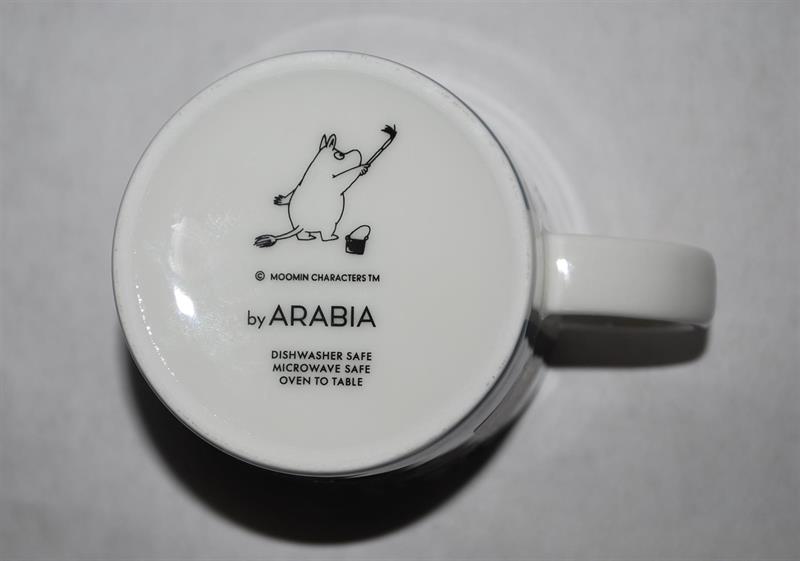 © MOOMIN CHARACTERS TM
by ARABIA
DISHWASHER SAFE
MICROWAVE SAFE
OVEN TO TABLE